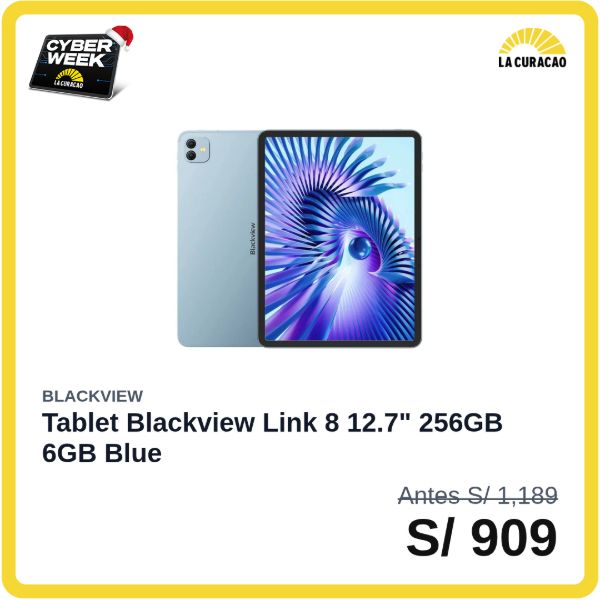 CYBER
WEEK
LA CURACAO
LA CURACAO
Blackview
BLACKVIEW
Tablet Blackview Link 8 12.7" 256GB
6GB Blue
Antes S/ 1,189
S/ 909